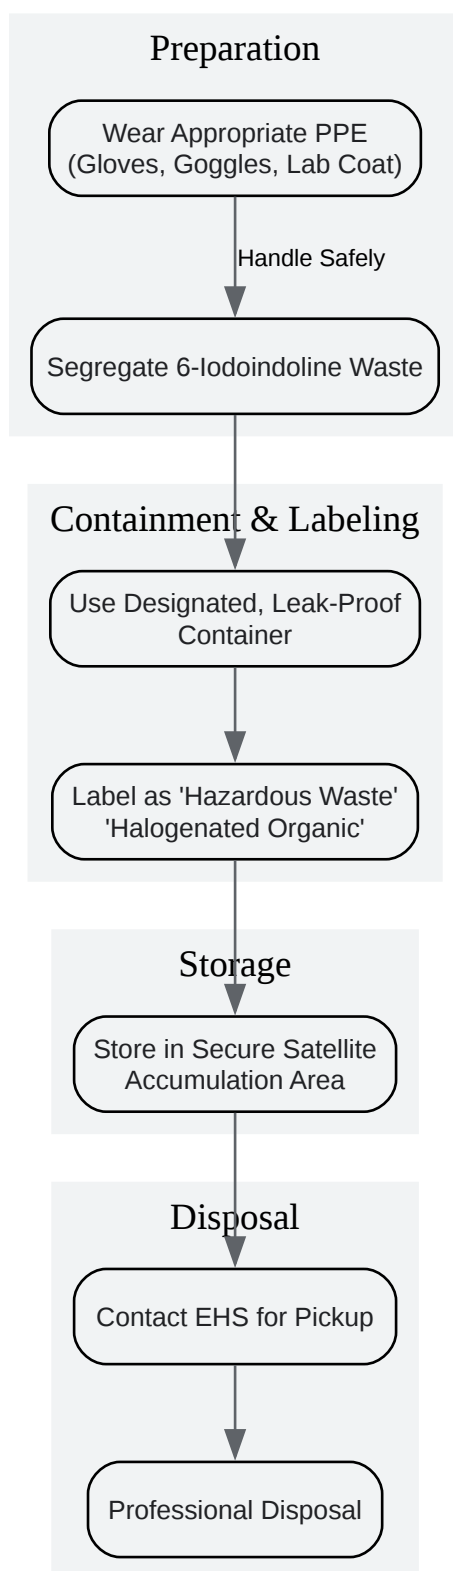 Preparation
Wear Appropriate PPE
(Gloves, Goggles, Lab Coat)
Handle Safely
Segregate 6-Iodoindoline Waste
Containment & Labeling
Use Designated, Leak-Proof
Container
Label as 'Hazardous Waste'
'Halogenated Organic'
Storage
Store in Secure Satellite
Accumulation Area
Disposal
Contact EHS for Pickup
Professional Disposal